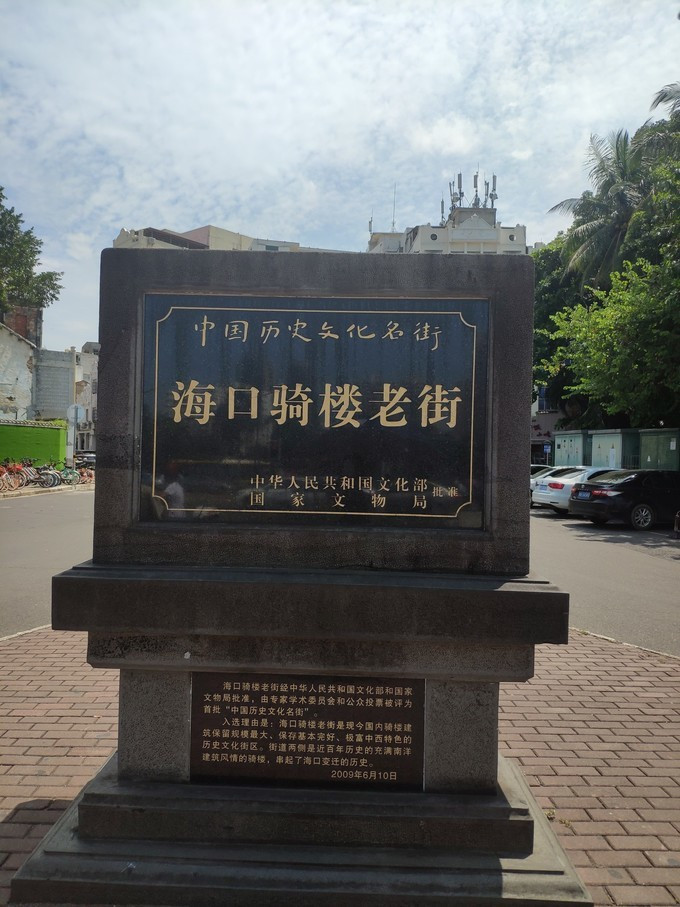 中国历史文化名街
海口骑楼老街
中华人民共和国文化部
国家文物局
批准
海口骑楼老街经中华人民共和国文化部和国家
文物局批准，由专家学术委员会和公众投票被评为
首批“中国历史文化名街”。
入选理由是：海口骑楼老街是现今国内骑楼建
筑保留规模最大、保存基本完好、极富中西特色的
历史文化街区。街道两侧是近百年历史的充满南洋
建筑风情的骑楼，串起了海口变迁的历史。
2009年6月10日